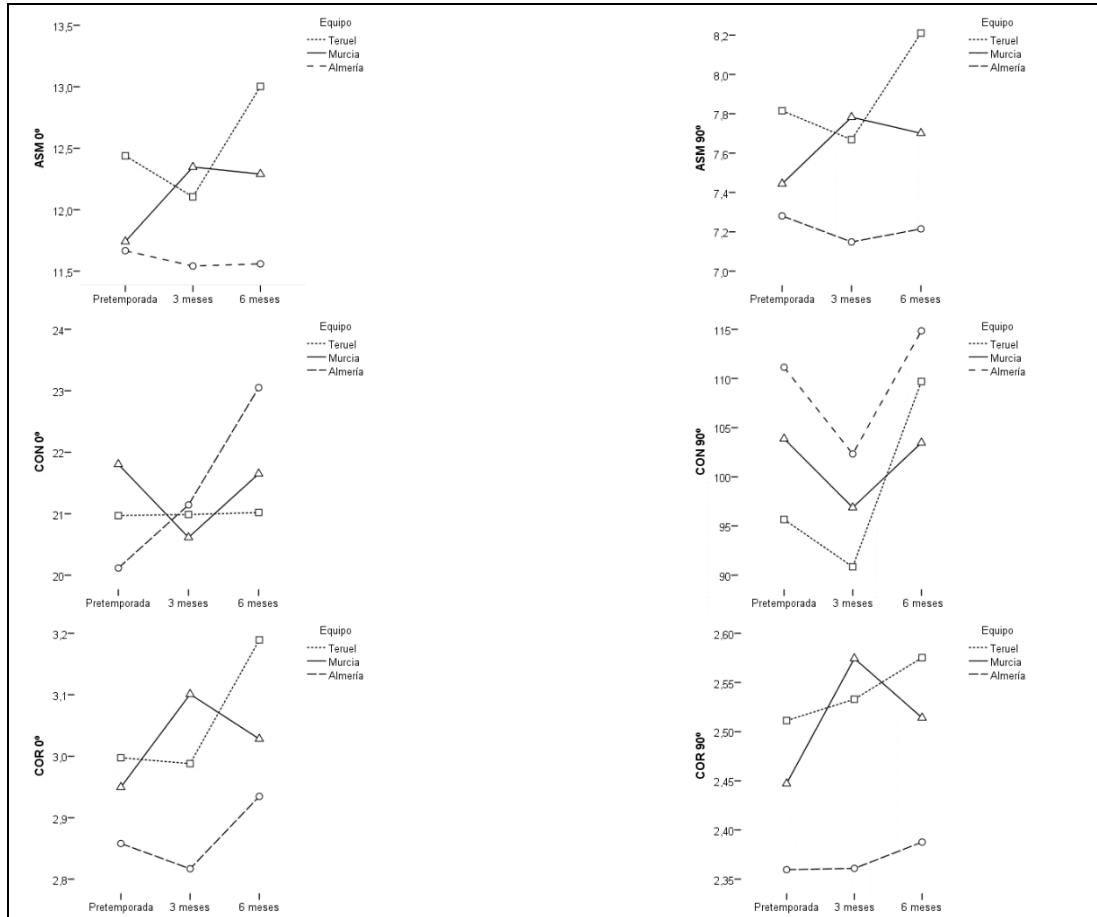 ASM 0º
13,5
13,0
12,5
12,0
11,5
Pretemporada 3 meses 6 meses
Equipo
Teruel
Murcia
Almería
ASM 90º
8,2
8,0
7,8
7,6
7,4
7,2
7,0
Pretemporada 3 meses 6 meses
Equipo
Teruel
Murcia
Almería
CON 0º
24
23
22
21
20
Pretemporada 3 meses 6 meses
Equipo
Teruel
Murcia
Almería
CON 90º
115
110
105
100
95
90
Pretemporada 3 meses 6 meses
Equipo
Teruel
Murcia
Almería
COR 0º
3,2
3,1
3,0
2,9
2,8
Pretemporada 3 meses 6 meses
Equipo
Teruel
Murcia
Almería
COR 90º
2,60
2,55
2,50
2,45
2,40
2,35
Pretemporada 3 meses 6 meses
Equipo
Teruel
Murcia
Almería